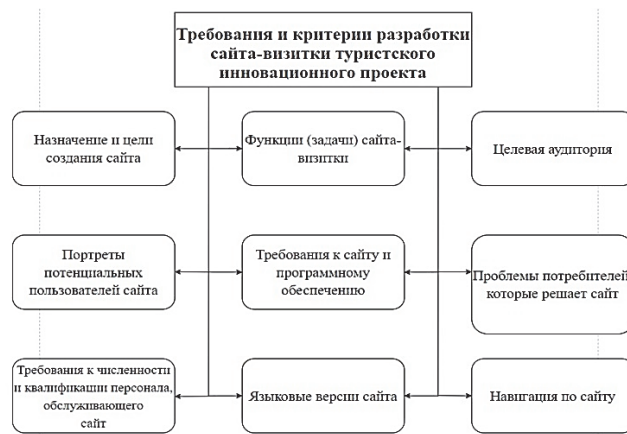 Требования и критерии разработки
сайта-визитки туристского
инновационного проекта
Назначение и цели
создания сайта
Функции (задачи) сайта-
визитки
Целевая аудитория
Портреты
потенциальных
пользователей сайта
Требования к сайту и
программному
обеспечению
Проблемы потребителей
которые решает сайт
Требования к численности
и квалификации персонала,
обслуживающего
сайт
Языковые версии сайта
Навигация по сайту